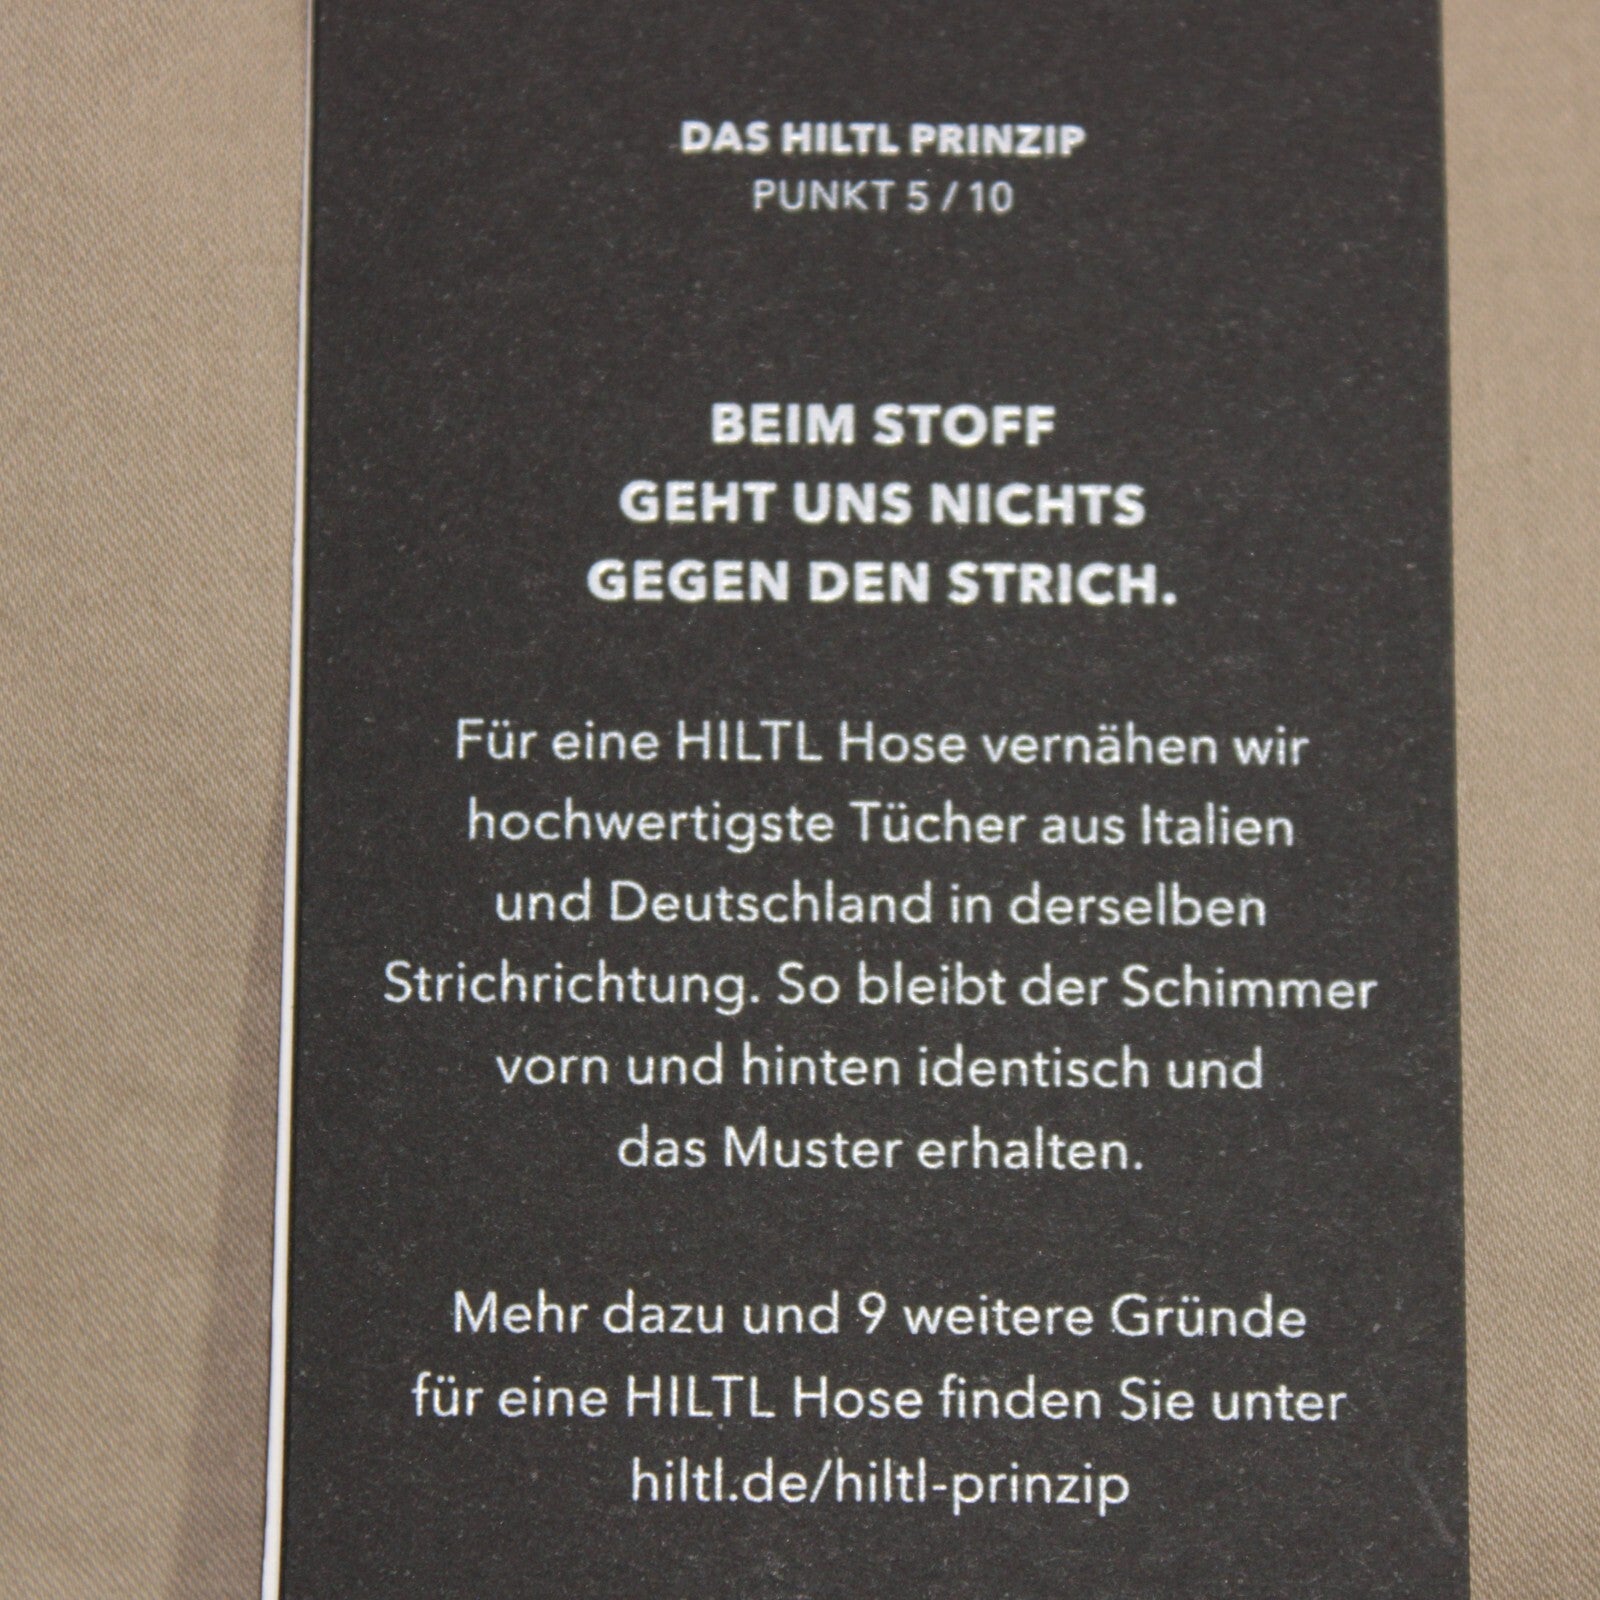 DAS HILTL PRINZIP
PUNKT 5 / 10
BEIM STOFF
GEHT UNS NICHTS
GEGEN DEN STRICH.
Für eine HILTL Hose vernähen wir
hochwertigste Tücher aus Italien
und Deutschland in derselben
Strichrichtung. So bleibt der Schimmer
vorn und hinten identisch und
das Muster erhalten.
Mehr dazu und 9 weitere Gründe
für eine HILTL Hose finden Sie unter
hiltl.de/hiltl-prinzip